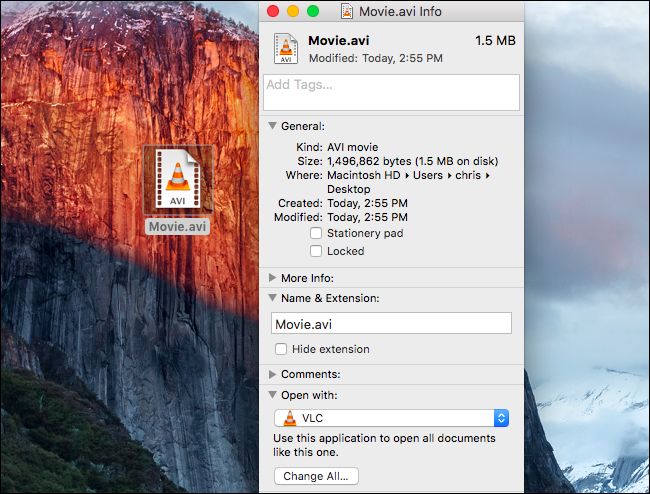 Movie.avi Info
Movie.avi 1.5 MB
Modified: Today, 2:55 PM
Add Tags...
General:
Kind: AVI movie
Size: 1,496,862 bytes (1.5 MB on disk)
Where: Macintosh HD ▸ Users ▸ chris ▸
Desktop
Created: Today, 2:55 PM
Modified: Today, 2:55 PM
Stationery pad
Locked
More Info:
Name & Extension:
Movie.avi
Hide extension
Comments:
Open with:
VLC
Use this application to open all documents
like this one.
Change All...
AVI
Movie.avi
AVI